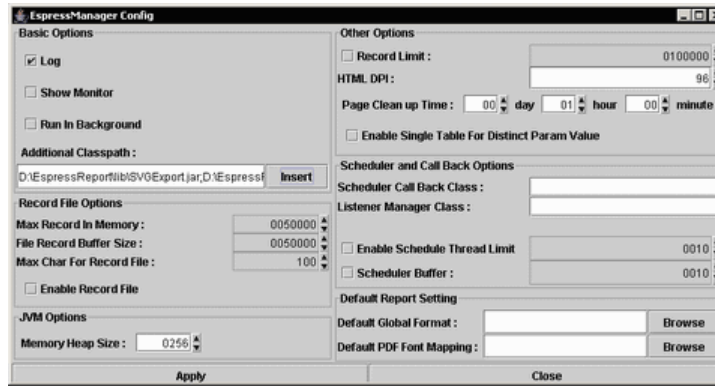 EspressManager Config
Basic Options
Log
Show Monitor
Run In Background
Additional Classpath :
D:\EspressReport\lib\SVGExport.jar;D:\Espress Insert
Record File Options
Max Record In Memory : 0050000
File Record Buffer Size : 0050000
Max Char For Record File : 100
Enable Record File
JVM Options
Memory Heap Size : 0256
Other Options
Record Limit : 0100000
HTML DPI : 96
Page Clean up Time : 00 day 01 hour 00 minute
Enable Single Table For Distinct Param Value
Scheduler and Call Back Options
Scheduler Call Back Class :
Listener Manager Class :
Enable Schedule Thread Limit 0010
Scheduler Buffer : 0010
Default Report Setting
Default Global Format : Browse
Default PDF Font Mapping : Browse
Apply Close